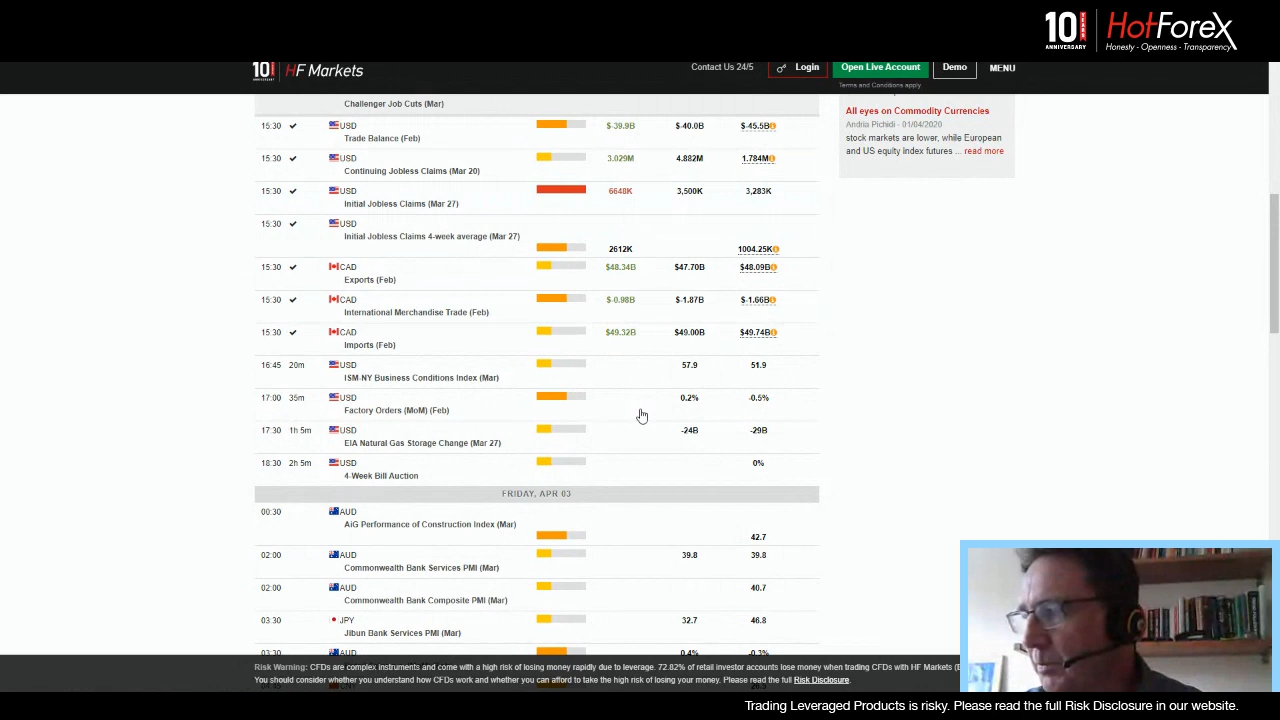 10 YEARS ANNIVERSARY HotForex
Honesty - Openness - Transparency
10 HF Markets Contact Us 24/5 Login Open Live Account Demo MENU
Terms and Conditions apply
Challenger Job Cuts (Mar)
15:30 USD $-39.9B $-40.0B $-45.5B
Trade Balance (Feb)
15:30 USD 3.029M 4.882M 1.784M
Continuing Jobless Claims (Mar 20)
15:30 USD 6648K 3,500K 3,283K
Initial Jobless Claims (Mar 27)
15:30 USD
Initial Jobless Claims 4-week average (Mar 27)
2612K 1004.25K
15:30 CAD $48.34B $47.70B $48.09B
Exports (Feb)
15:30 CAD $-0.98B $-1.87B $-1.66B
International Merchandise Trade (Feb)
15:30 CAD $49.32B $49.00B $49.74B
Imports (Feb)
16:45 20m USD 57.9 51.9
ISM-NY Business Conditions Index (Mar)
17:00 35m USD 0.2% -0.5%
Factory Orders (MoM) (Feb)
17:30 1h 5m USD -24B -29B
EIA Natural Gas Storage Change (Mar 27)
18:30 2h 5m USD 0%
4-Week Bill Auction
FRIDAY, APR 03
00:30 AUD
AiG Performance of Construction Index (Mar)
42.7
02:00 AUD 39.8 39.8
Commonwealth Bank Services PMI (Mar)
02:00 AUD 40.7
Commonwealth Bank Composite PMI (Mar)
03:30 JPY 32.7 46.8
Jibun Bank Services PMI (Mar)
03:30 AUD 0.4% -0.3%
All eyes on Commodity Currencies
Andria Pichidi - 01/04/2020
stock markets are lower, while European
and US equity index futures ... read more
Risk Warning: CFDs are complex instruments and come with a high risk of losing money rapidly due to leverage. 72.82% of retail investor accounts lose money when trading CFDs with HF Markets
You should consider whether you understand how CFDs work and whether you can afford to take the high risk of losing your money. Please read the full Risk Disclosure.
Trading Leveraged Products is risky. Please read the full Risk Disclosure in our website.